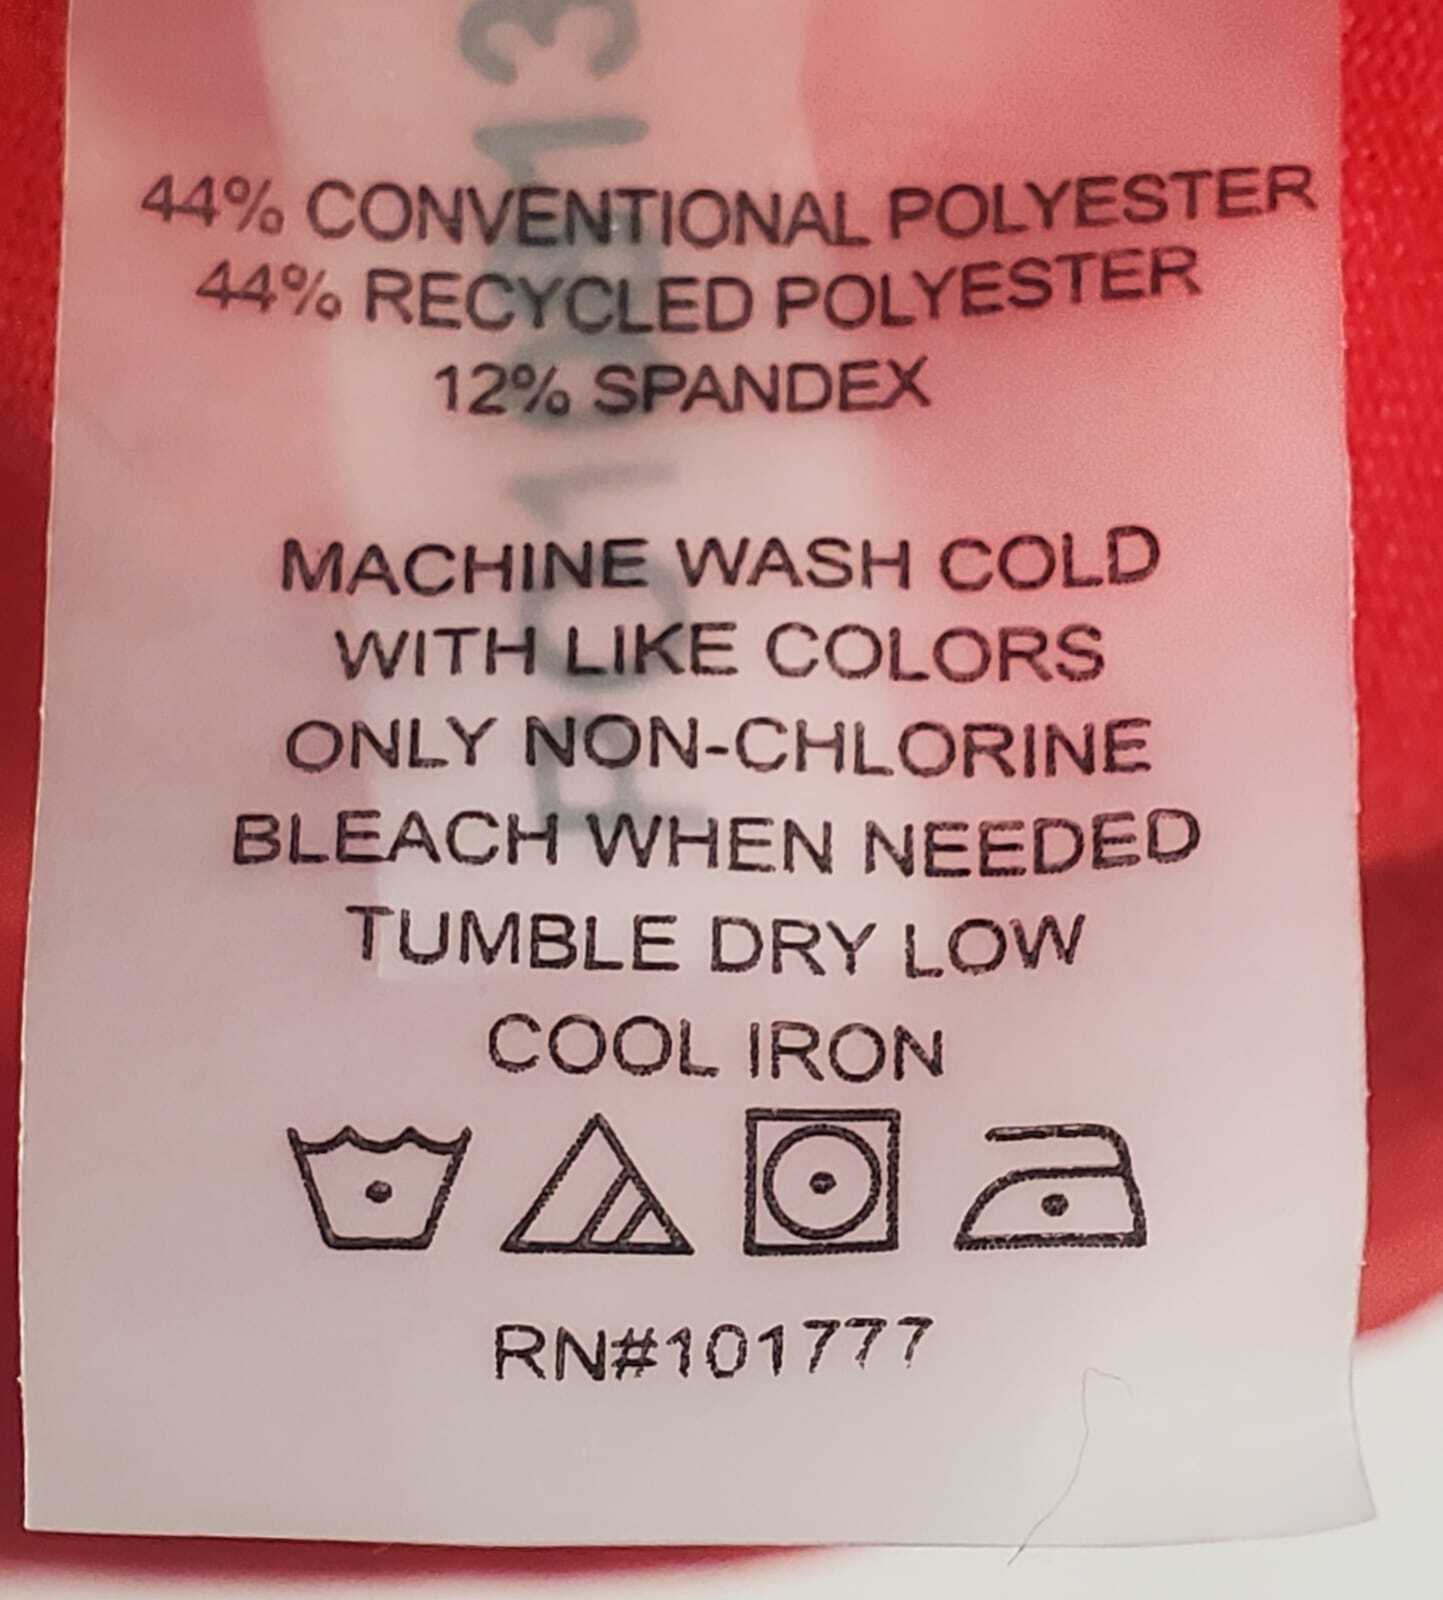 44% CONVENTIONAL POLYESTER
44% RECYCLED POLYESTER
12% SPANDEX
MACHINE WASH COLD
WITH LIKE COLORS
ONLY NON-CHLORINE
BLEACH WHEN NEEDED
TUMBLE DRY LOW
COOL IRON
RN#101777